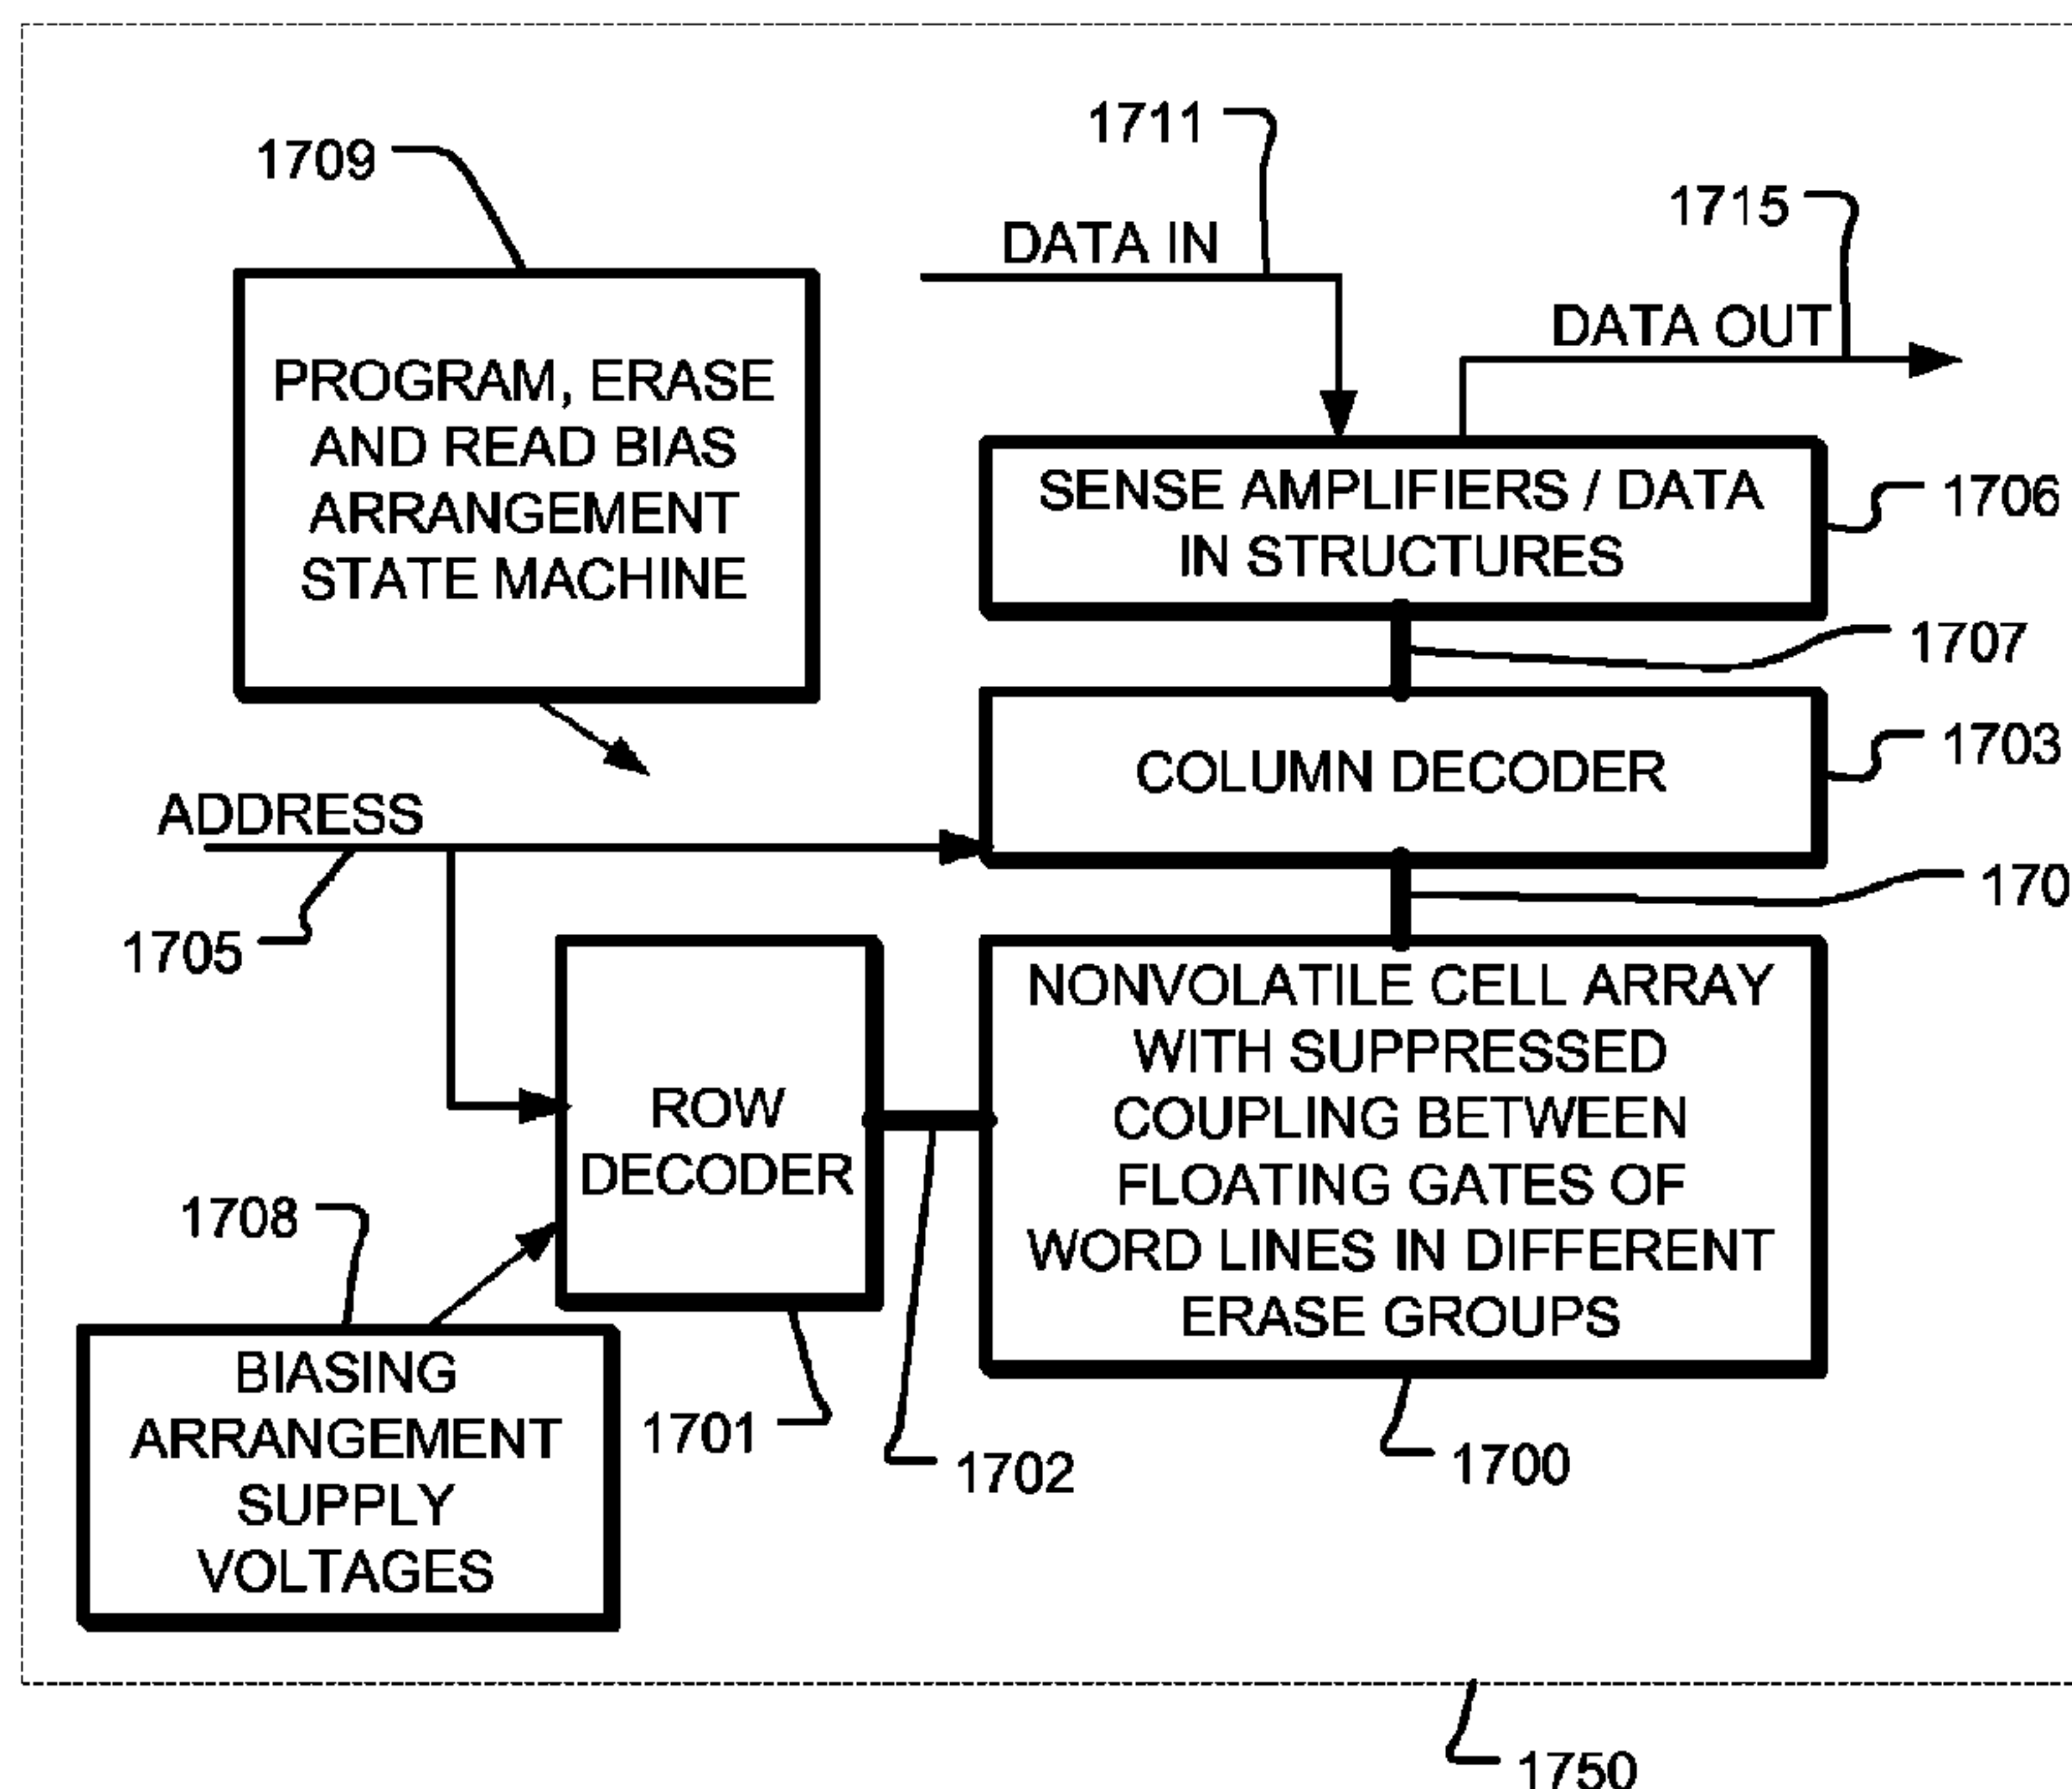 1711
1709
1715
DATA IN
DATA OUT
PROGRAM, ERASE
AND READ BIAS
ARRANGEMENT
STATE MACHINE
SENSE AMPLIFIERS / DATA
IN STRUCTURES
1706
1707
COLUMN DECODER
1703
ADDRESS
1705
170
NONVOLATILE CELL ARRAY
WITH SUPPRESSED
COUPLING BETWEEN
FLOATING GATES OF
WORD LINES IN DIFFERENT
ERASE GROUPS
ROW
DECODER
1708
BIASING
ARRANGEMENT
SUPPLY
VOLTAGES
1701
1702
1700
1750